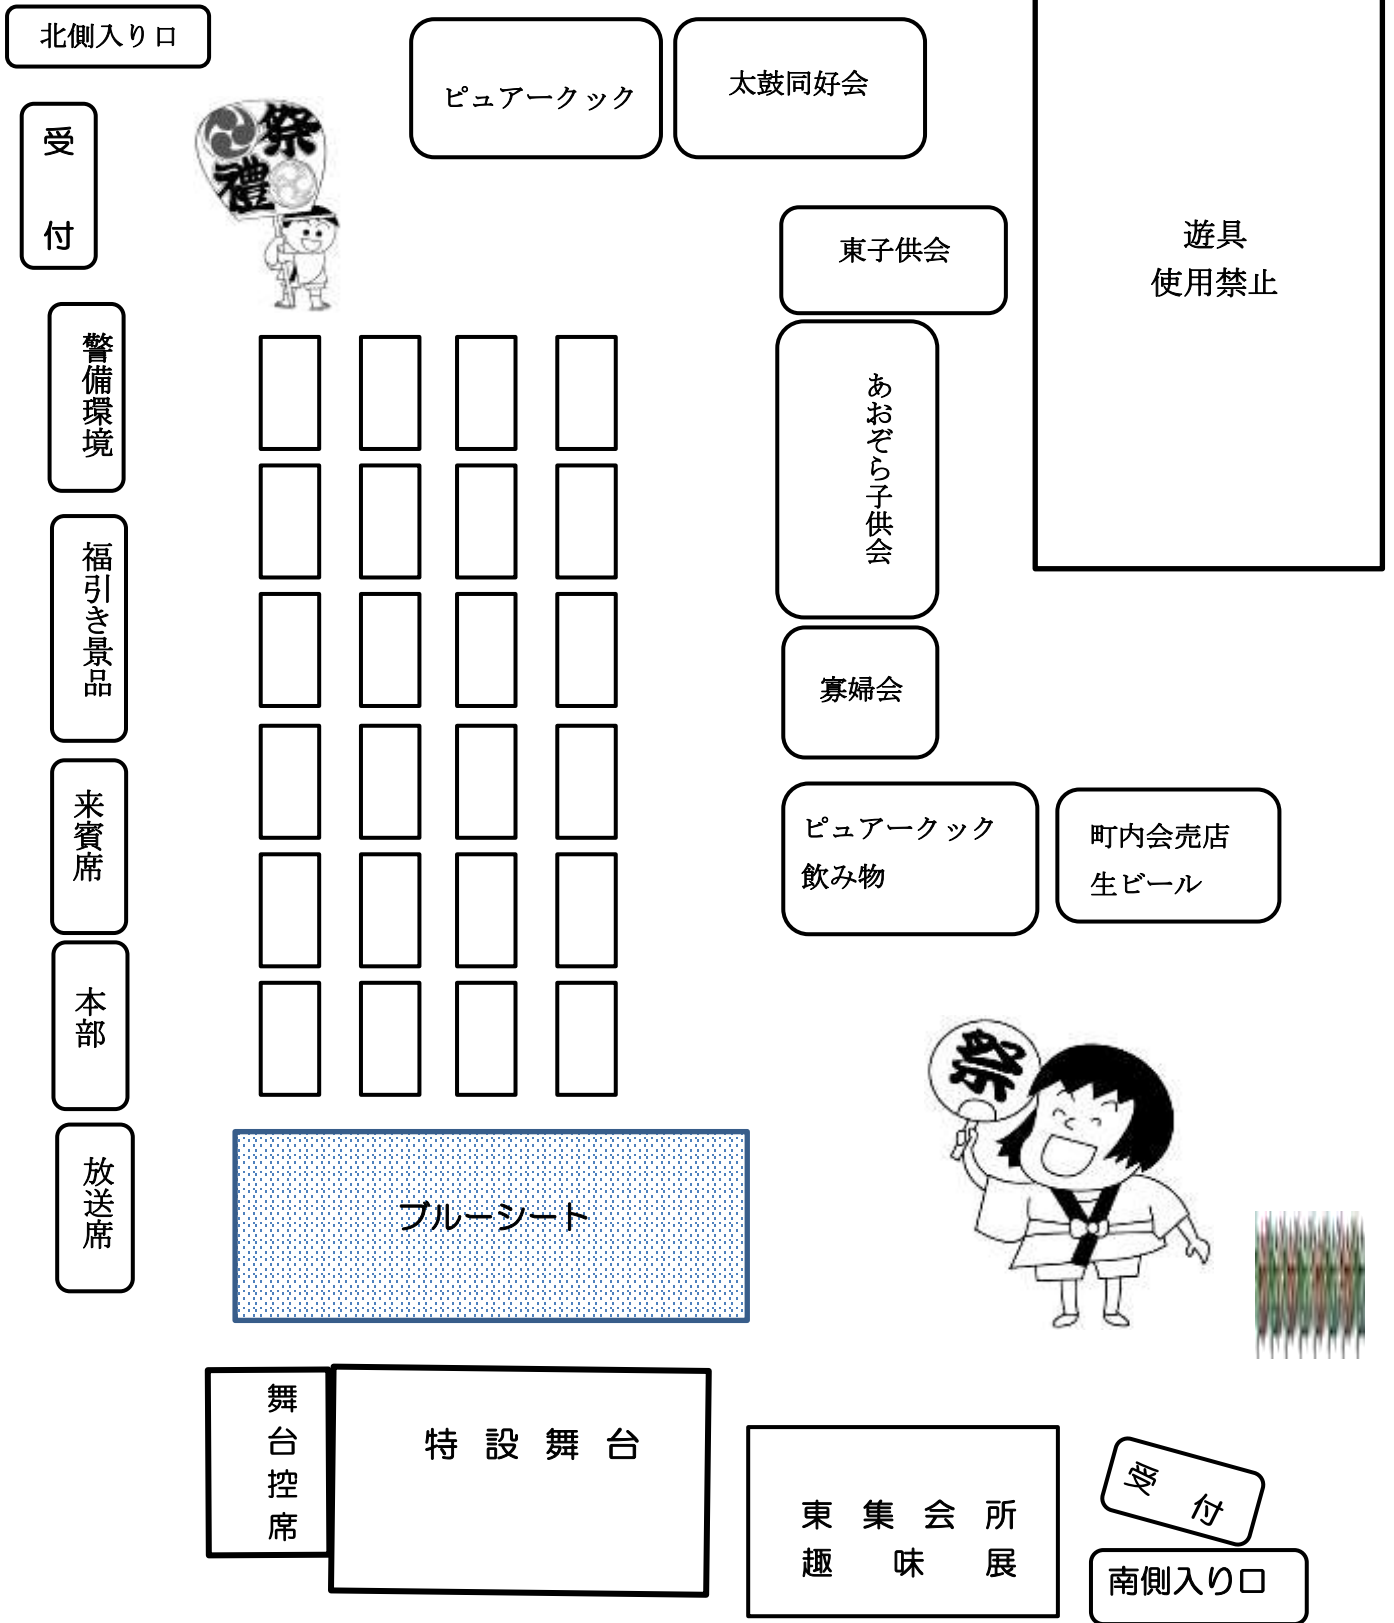 北側入り口
受付
祭
禮
ピュアークック
太鼓同好会
遊具
使用禁止
東子供会
警備環境
あおぞら子供会
福引き景品
寡婦会
来賓席
ピュアークック
飲み物
町内会売店
生ビール
本部
祭
放送席
ブルーシート
舞台控席
特設舞台
東集会所
趣味展
受付
南側入り口